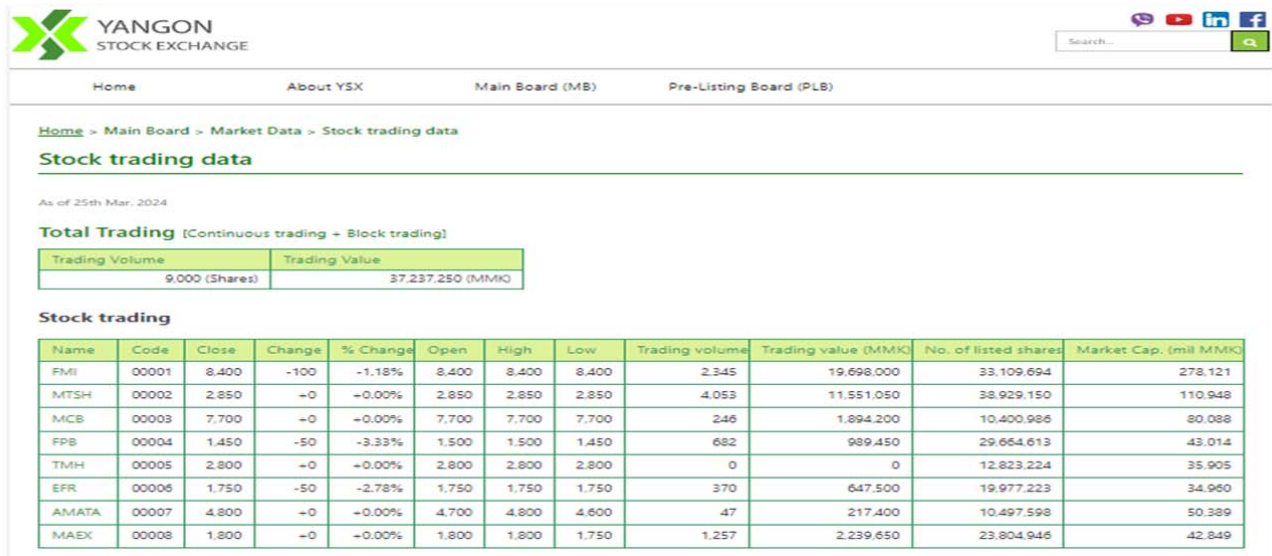 YANGON
STOCK EXCHANGE
Search...
Home About YSX Main Board (MB) Pre-Listing Board (PLB)
Home > Main Board > Market Data > Stock trading data
Stock trading data
As of 25th Mar. 2024
Total Trading [Continuous trading + Block trading]
Trading Volume Trading Value
9,000 (Shares) 37,237,250 (MMK)
Stock trading
Name Code Close Change % Change Open High Low Trading volume Trading value (MMK) No. of listed shares Market Cap. (mil MMK)
FMI 00001 8,400 -100 -1.18% 8,400 8,400 8,400 2,345 19,698,000 33,109,694 278,121
MTSH 00002 2,850 +0 +0.00% 2,850 2,850 2,850 4,053 11,551,050 38,929,150 110,948
MCB 00003 7,700 +0 +0.00% 7,700 7,700 7,700 246 1,894,200 10,400,986 80,088
FPB 00004 1,450 -50 -3.33% 1,500 1,500 1,450 682 989,450 29,664,613 43,014
TMH 00005 2,800 +0 +0.00% 2,800 2,800 2,800 0 0 12,823,224 35,905
EFR 00006 1,750 -50 -2.78% 1,750 1,750 1,750 370 647,500 19,977,223 34,960
AMATA 00007 4,800 +0 +0.00% 4,700 4,800 4,600 47 217,400 10,497,598 50,389
MAEX 00008 1,800 +0 +0.00% 1,800 1,800 1,750 1,257 2,239,650 23,804,946 42,849